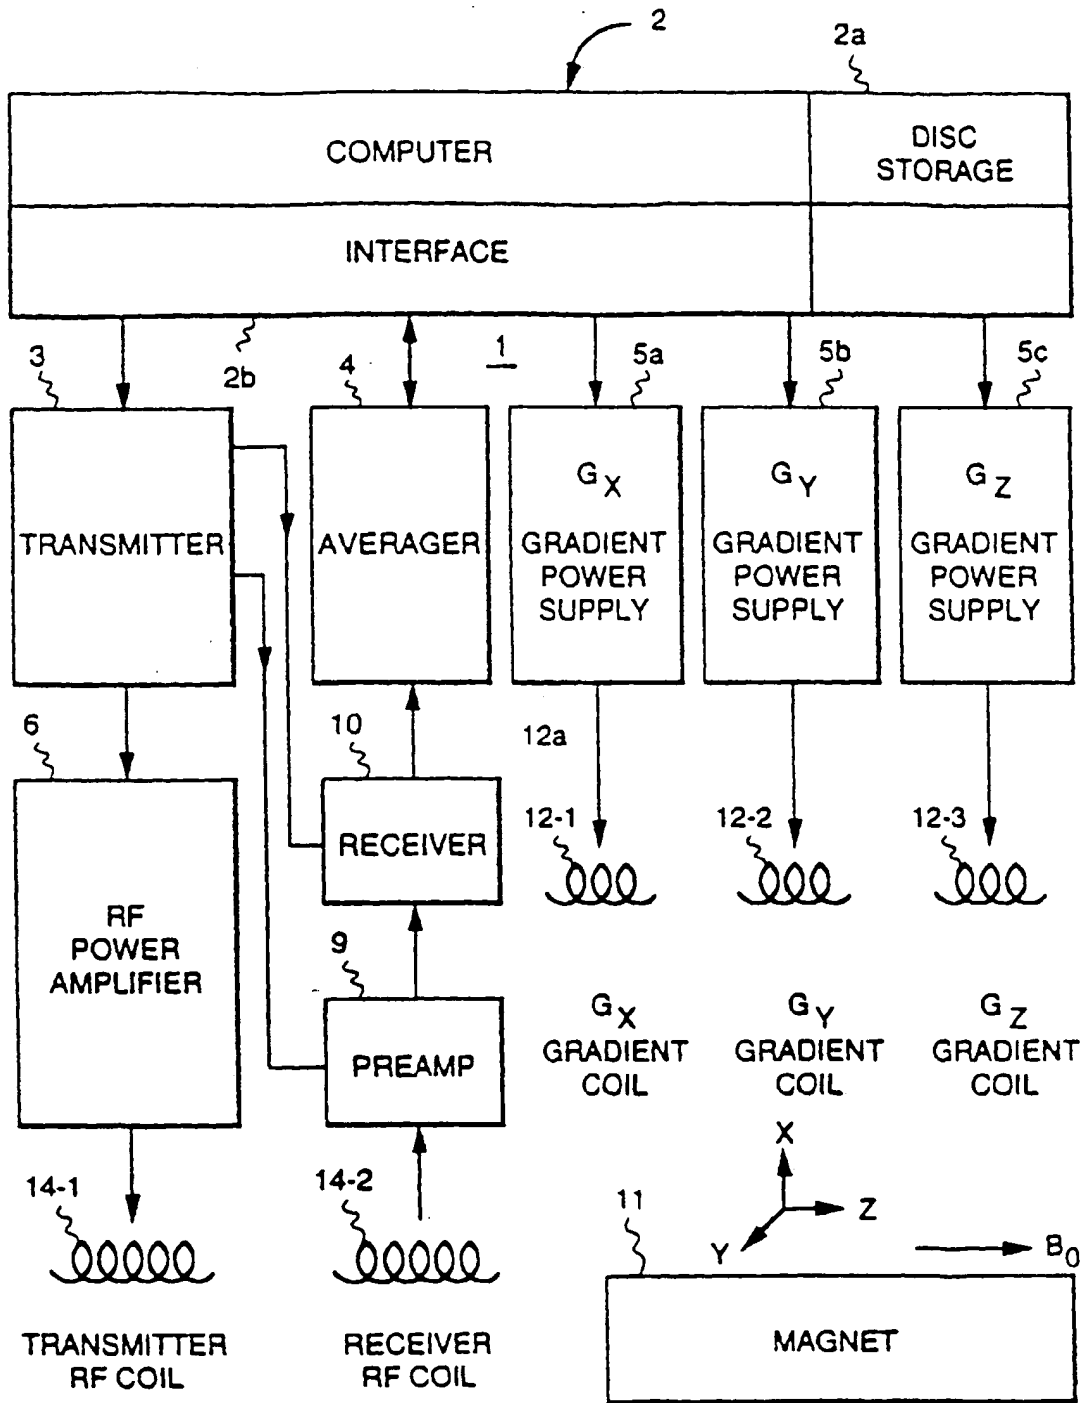 2
2a
COMPUTER
DISC
STORAGE
INTERFACE
3
2b
4
1
5a
5b
5c
TRANSMITTER
AVERAGER
GX
GRADIENT
POWER
SUPPLY
GY
GRADIENT
POWER
SUPPLY
GZ
GRADIENT
POWER
SUPPLY
6
10
12a
RECEIVER
12-1
12-2
12-3
RF
POWER
AMPLIFIER
9
PREAMP
GX
GRADIENT
COIL
GY
GRADIENT
COIL
GZ
GRADIENT
COIL
14-1
14-2
11
X
Z
Y
B0
TRANSMITTER
RF COIL
RECEIVER
RF COIL
MAGNET